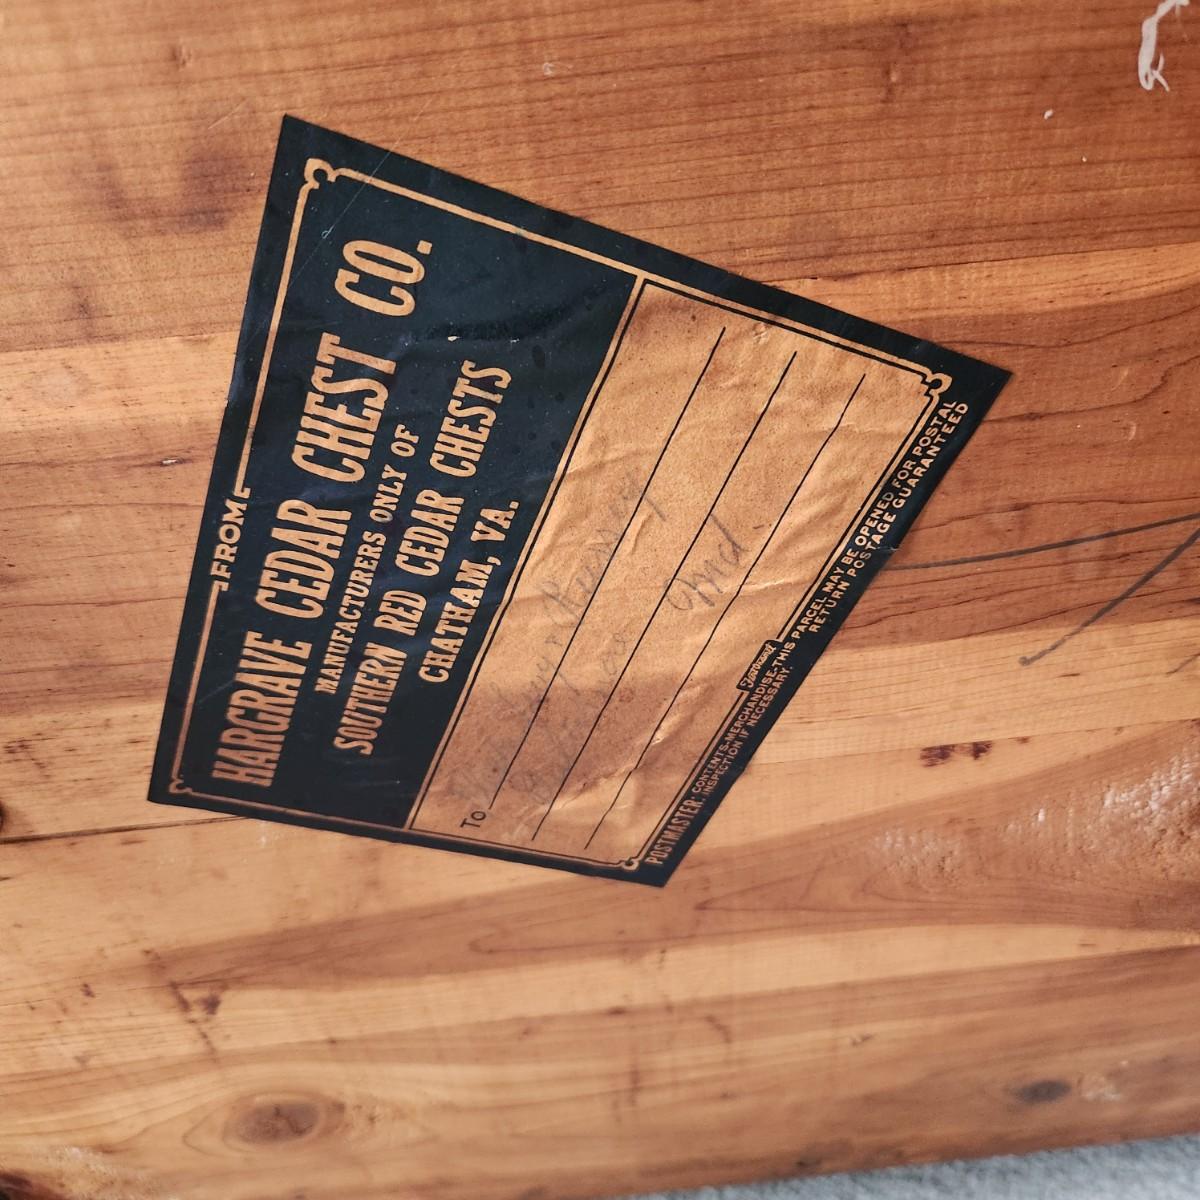 FROM
HARGRAVE CEDAR CHEST CO.
MANUFACTURERS ONLY OF
SOUTHERN RED CEDAR CHESTS
CHATHAM, VA.
To
Md.
POSTMASTER: CONTENTS-MERCHANDISE-THIS PARCEL MAY BE OPENED FOR POSTAL
INSPECTION IF NECESSARY. RETURN POSTAGE GUARANTEED